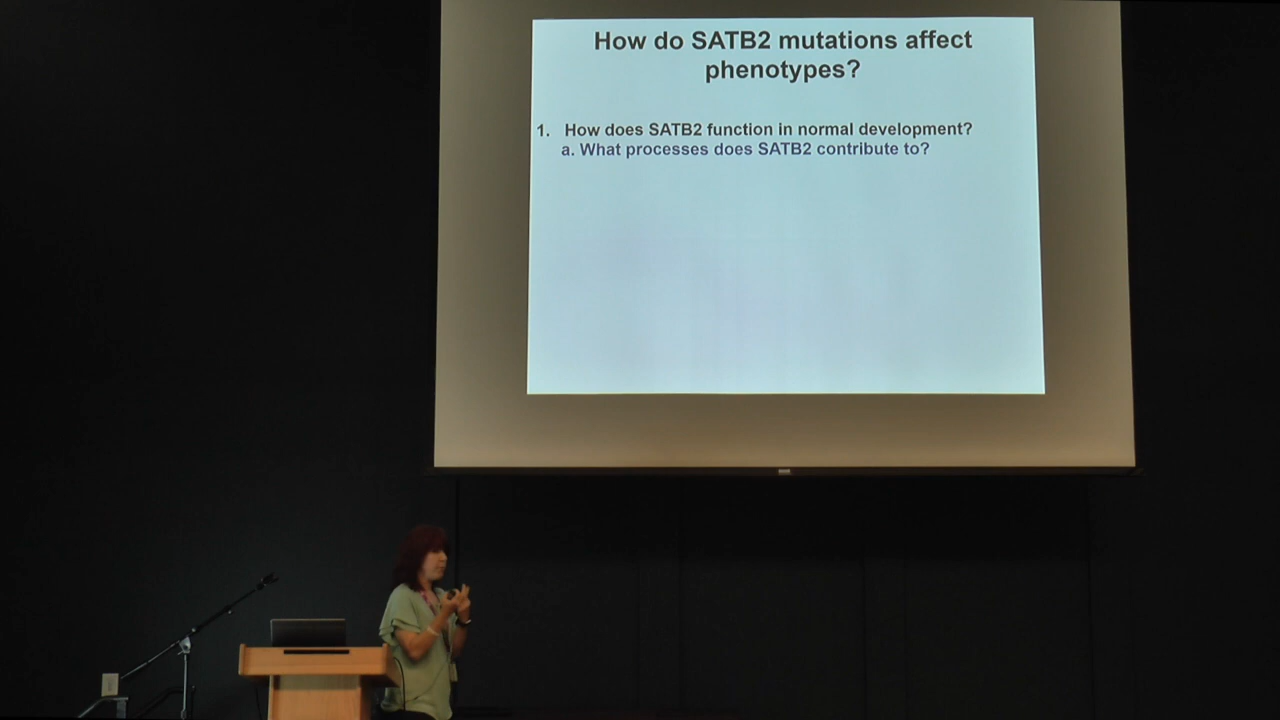 How do SATB2 mutations affect
phenotypes?
1. How does SATB2 function in normal development?
a. What processes does SATB2 contribute to?